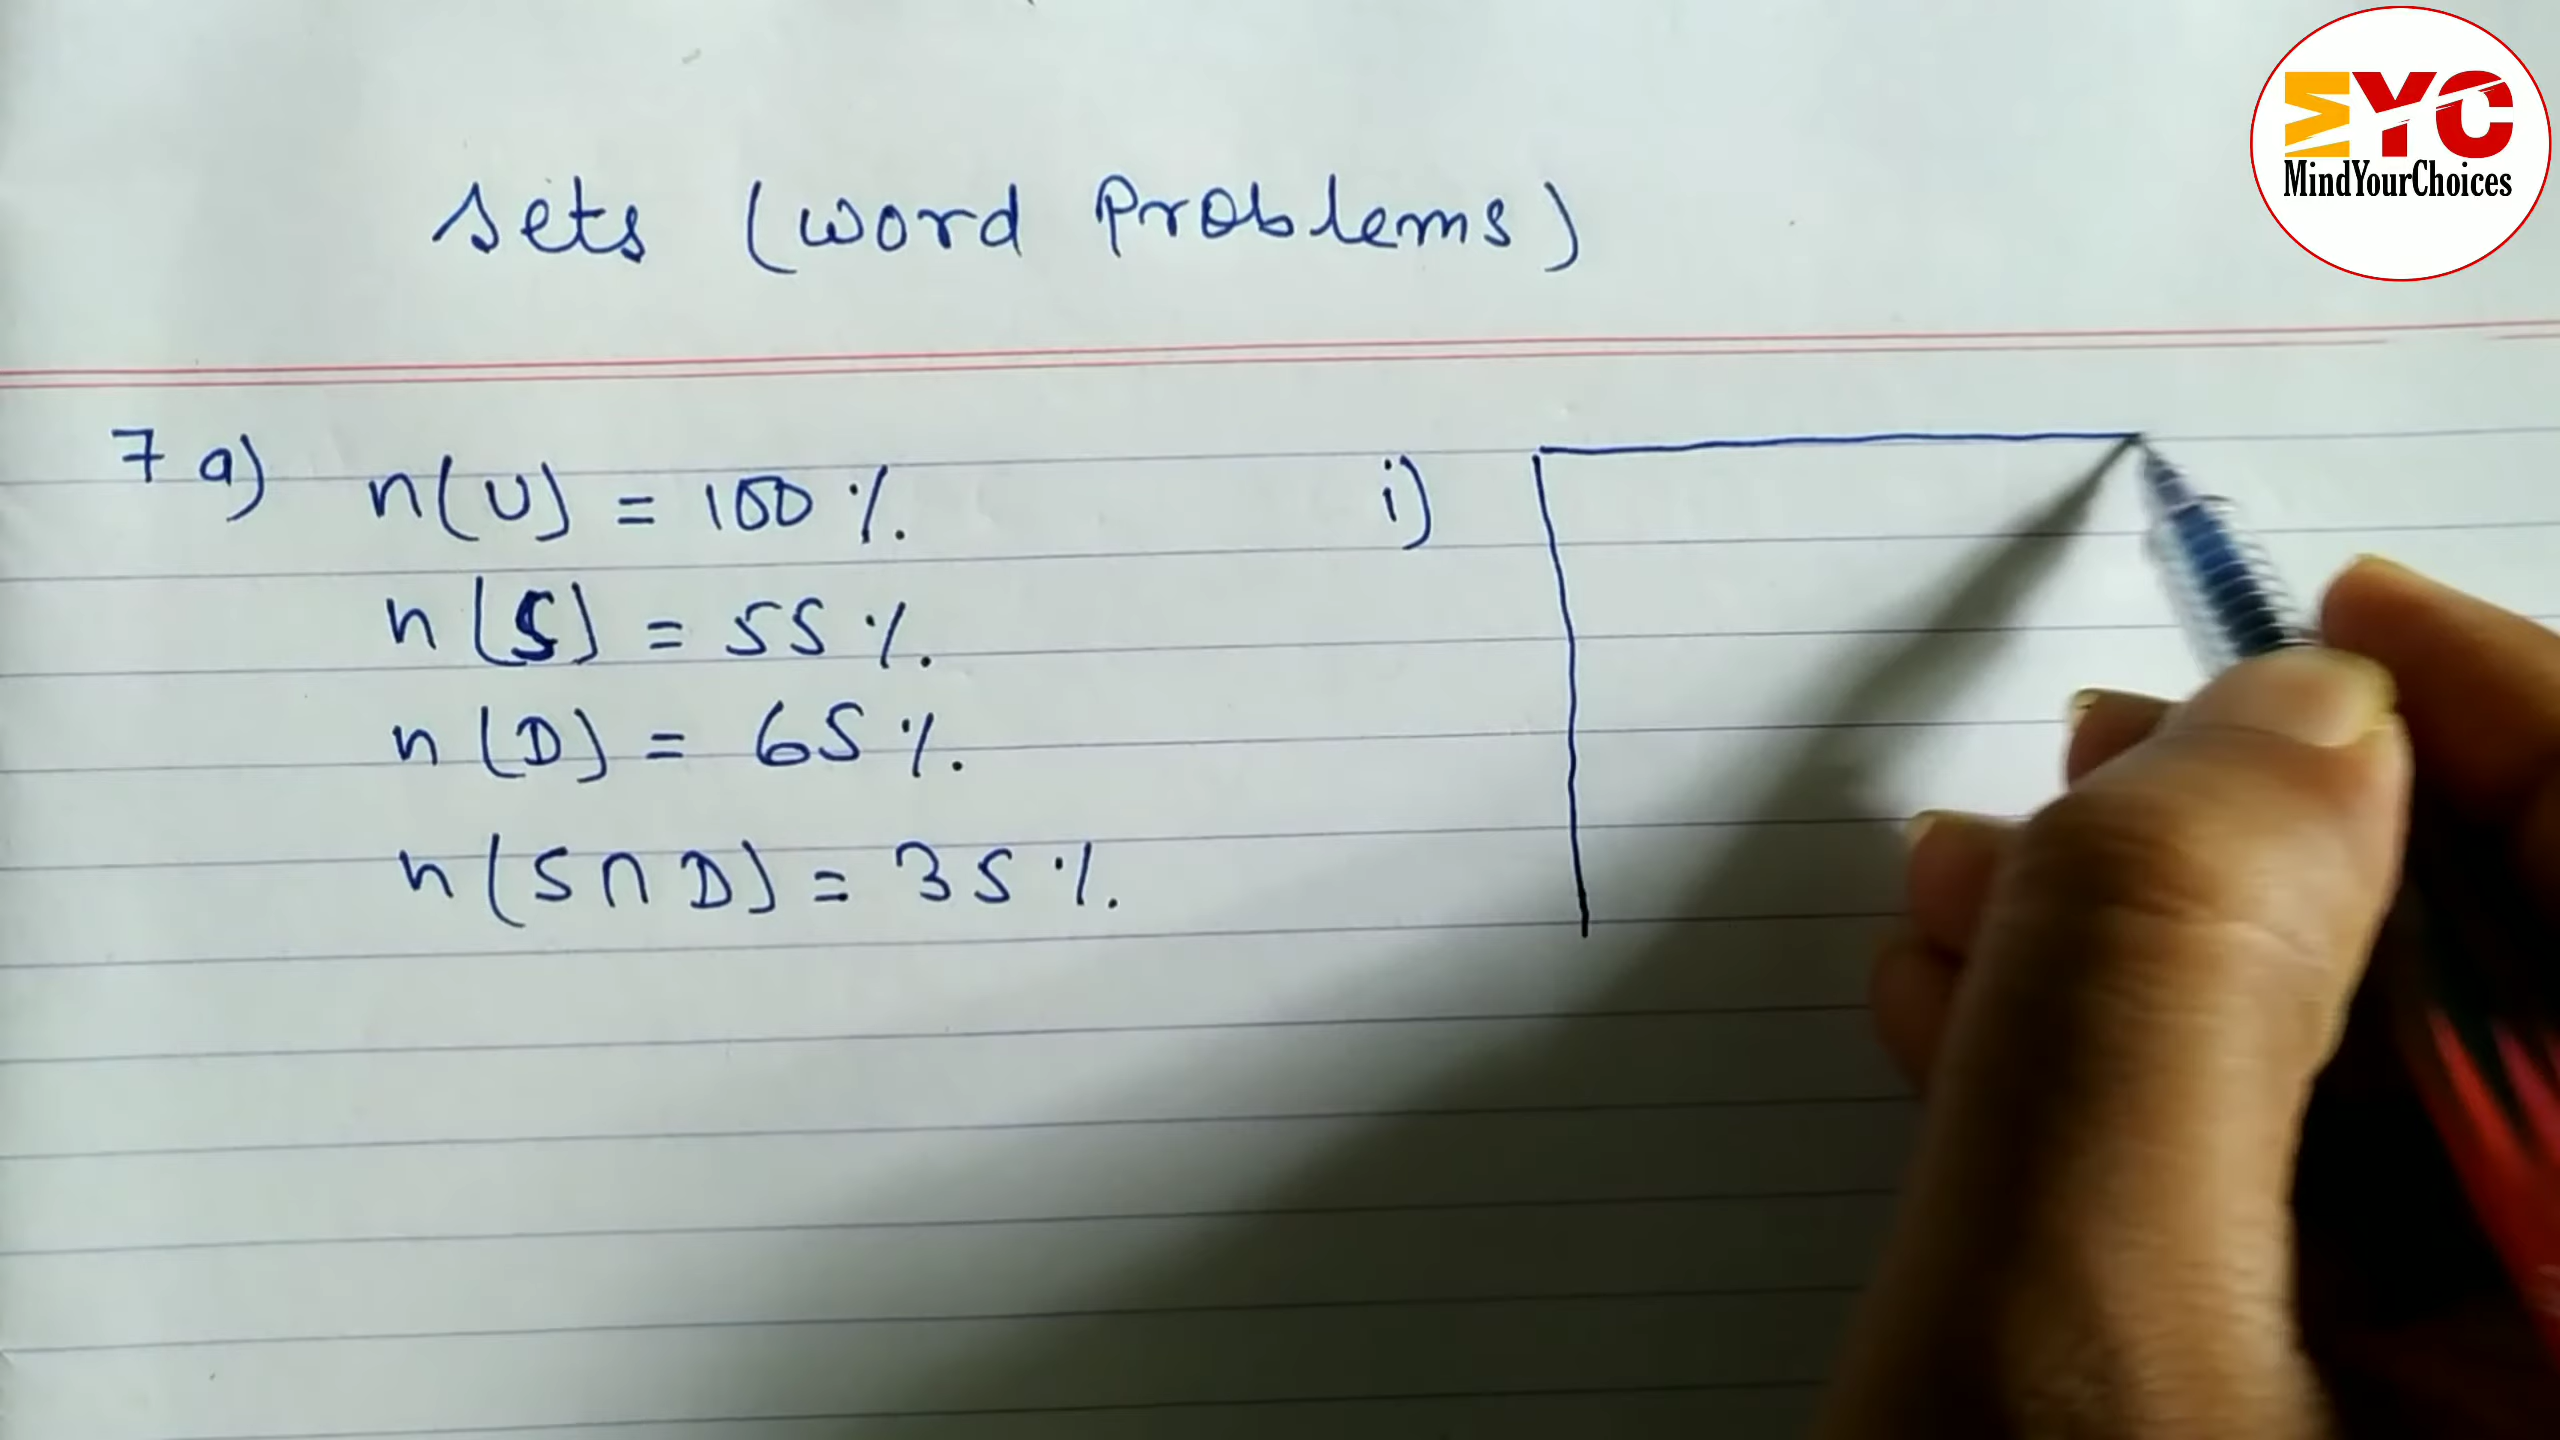 MYC
MindYourChoices
Sets (Word Problems)
7 a) n(U) = 100 %.
i)
n(S) = 55 %.
n(D) = 65 %.
n(S∩D) = 35 %.